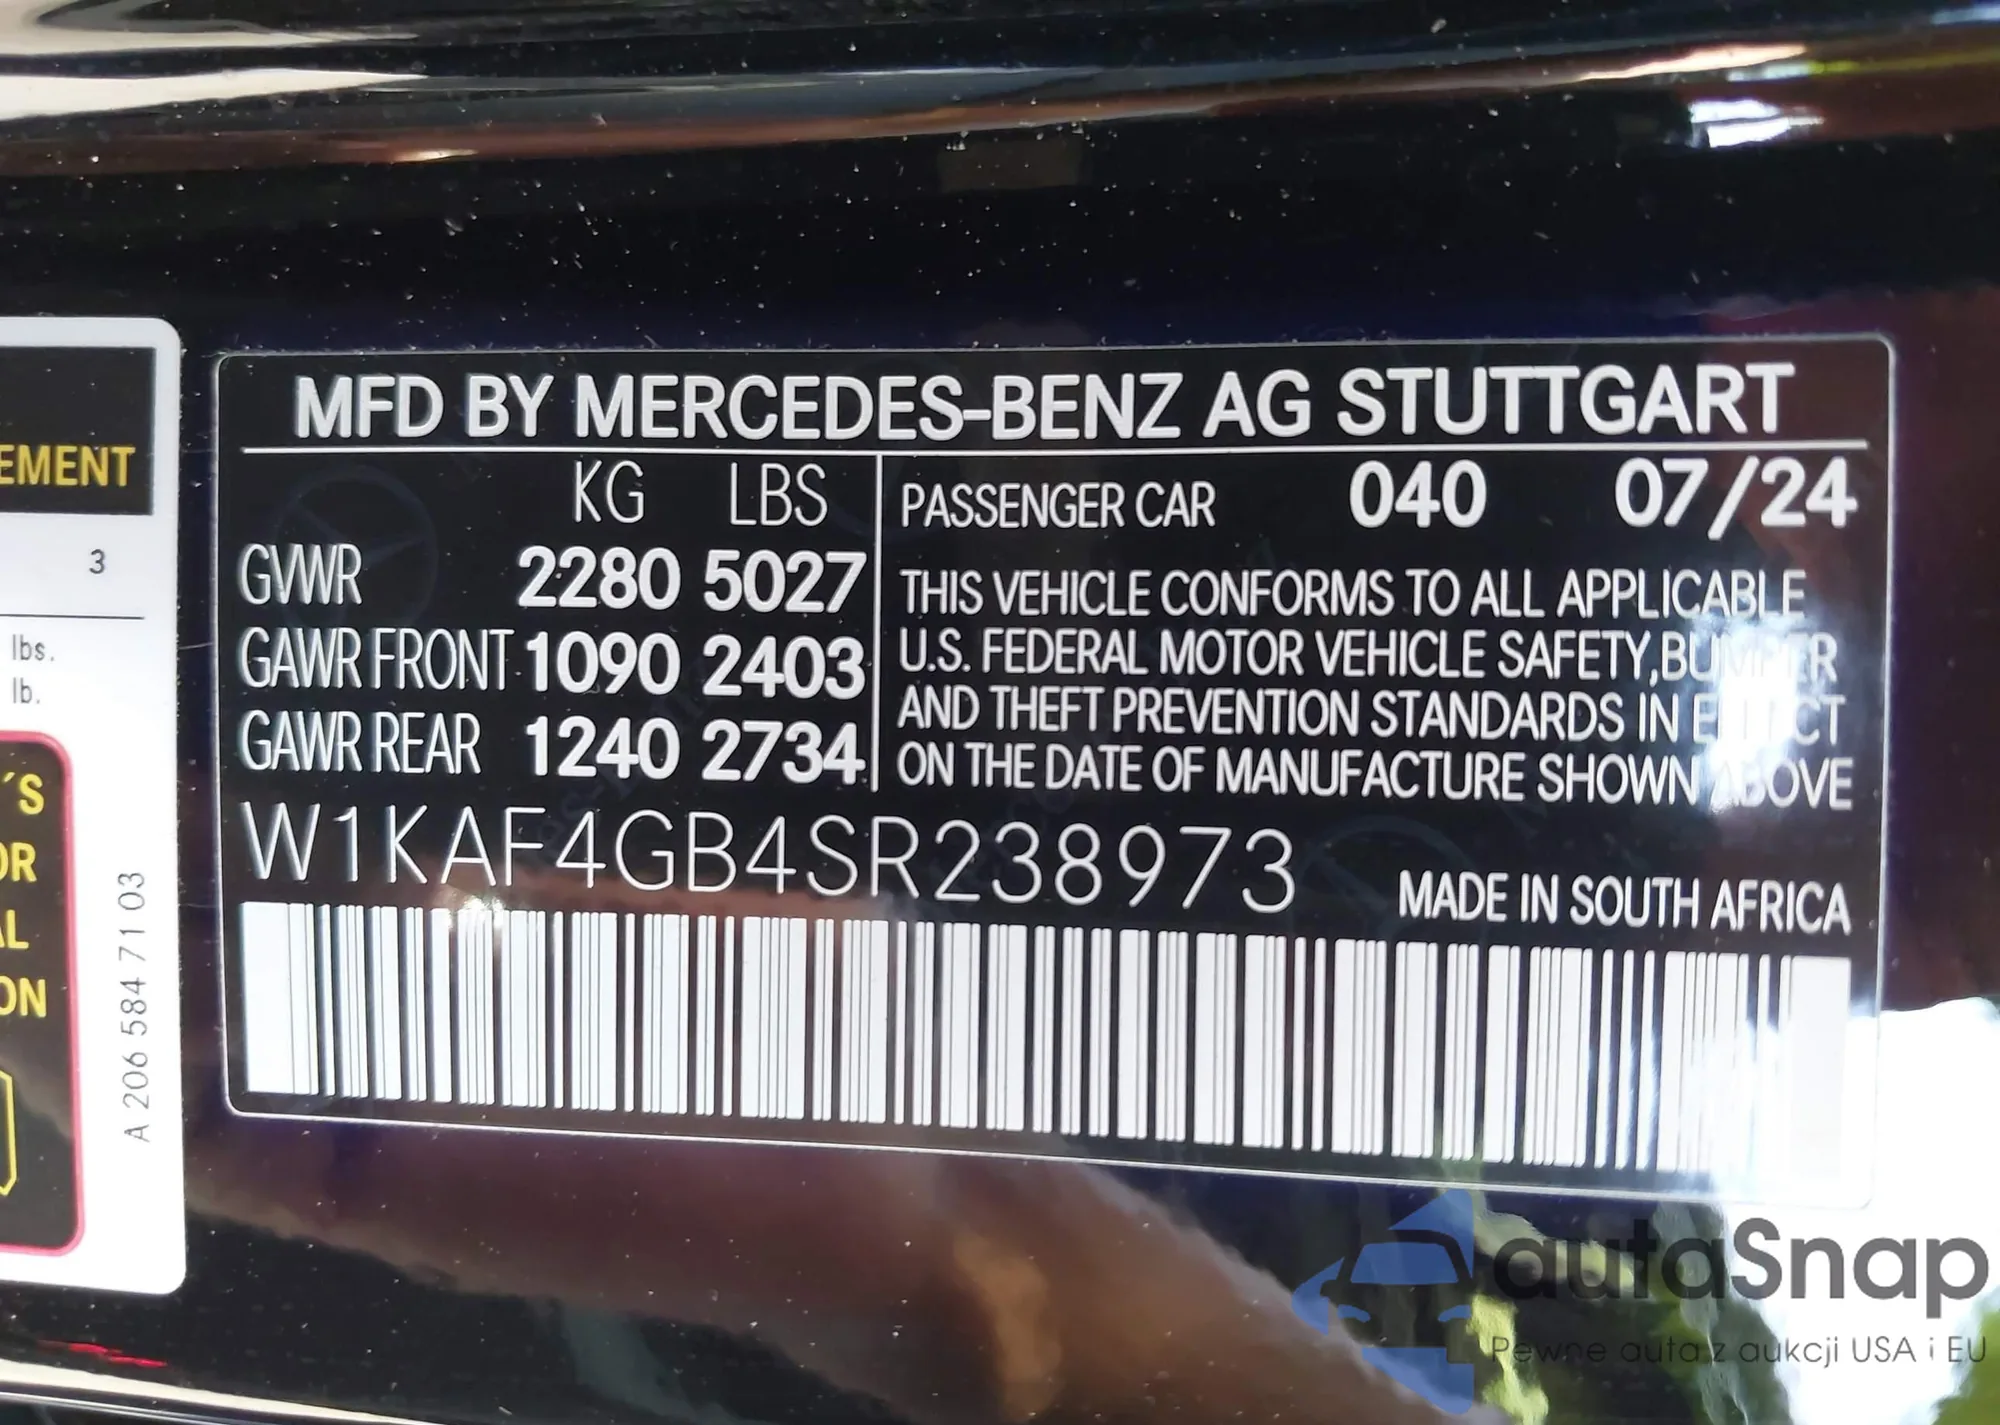 MFD BY MERCEDES-BENZ AG STUTTGART
KG LBS
GVWR 2280 5027
GAWR FRONT 1090 2403
GAWR REAR 1240 2734
PASSENGER CAR 040 07/24
THIS VEHICLE CONFORMS TO ALL APPLICABLE
U.S. FEDERAL MOTOR VEHICLE SAFETY, BUMPER
AND THEFT PREVENTION STANDARDS IN EFFECT
ON THE DATE OF MANUFACTURE SHOWN ABOVE
W1KAF4GB4SR238973
MADE IN SOUTH AFRICA
EMENT
3
lbs.
lb.
´S
OR
AL
ON
A 206 584 71 03
autaSnap
Pewne auta z aukcji USA i EU